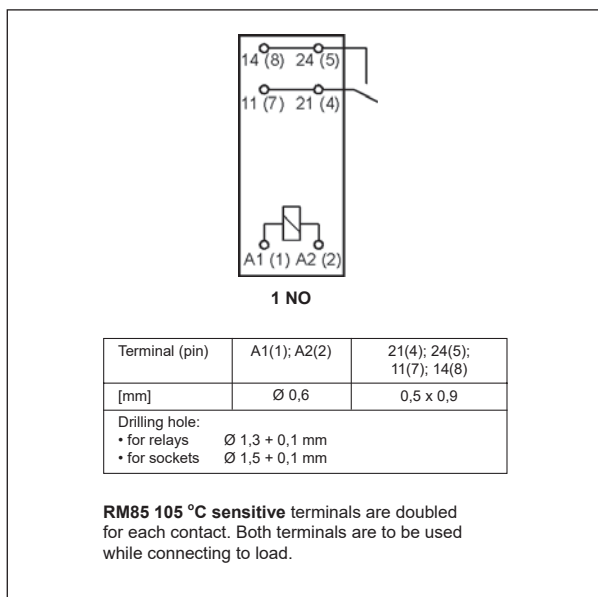 14 (8) 24 (5)
11 (7) 21 (4)
A1 (1) A2 (2)
1 NO
Terminal (pin) A1(1); A2(2) 21(4); 24(5);
11(7); 14(8)
[mm] Ø 0,6 0,5 x 0,9
Drilling hole:
• for relays Ø 1,3 + 0,1 mm
• for sockets Ø 1,5 + 0,1 mm
RM85 105 °C sensitive terminals are doubled
for each contact. Both terminals are to be used
while connecting to load.